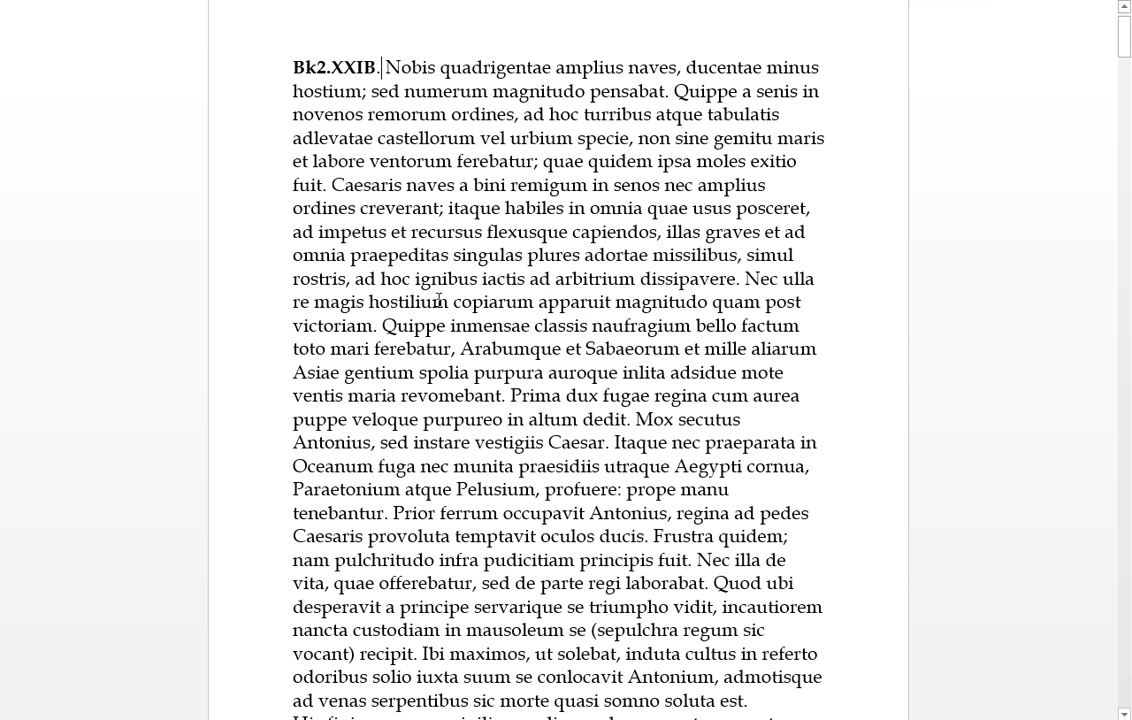 Bk2.XXIB. Nobis quadrigentae amplius naves, ducentae minus
hostium; sed numerum magnitudo pensabat. Quippe a senis in
novenos remorum ordines, ad hoc turribus atque tabulatis
adlevatae castellorum vel urbium specie, non sine gemitu maris
et labore ventorum ferebatur; quae quidem ipsa moles exitio
fuit. Caesaris naves a bini remigum in senos nec amplius
ordines creverant; itaque habiles in omnia quae usus posceret,
ad impetus et recursus flexusque capiendos, illas graves et ad
omnia praepeditas singulas plures adortae missilibus, simul
rostris, ad hoc ignibus iactis ad arbitrium dissipavere. Nec ulla
re magis hostilium copiarum apparuit magnitudo quam post
victoriam. Quippe inmensae classis naufragium bello factum
toto mari ferebatur, Arabumque et Sabaeorum et mille aliarum
Asiae gentium spolia purpura auroque inlita adsidue mote
ventis maria revomebant. Prima dux fugae regina cum aurea
puppe veloque purpureo in altum dedit. Mox secutus
Antonius, sed instare vestigiis Caesar. Itaque nec praeparata in
Oceanum fuga nec munita praesidiis utraque Aegypti cornua,
Paraetonium atque Pelusium, profuere: prope manu
tenebantur. Prior ferrum occupavit Antonius, regina ad pedes
Caesaris provoluta temptavit oculos ducis. Frustra quidem;
nam pulchritudo infra pudicitiam principis fuit. Nec illa de
vita, quae offerebatur, sed de parte regi laborabat. Quod ubi
desperavit a principe servarique se triumpho vidit, incautiorem
nancta custodiam in mausoleum se (sepulchra regum sic
vocant) recipit. Ibi maximos, ut solebat, induta cultus in referto
odoribus solio iuxta suum se conlocavit Antonium, admotisque
ad venas serpentibus sic morte quasi somno soluta est.